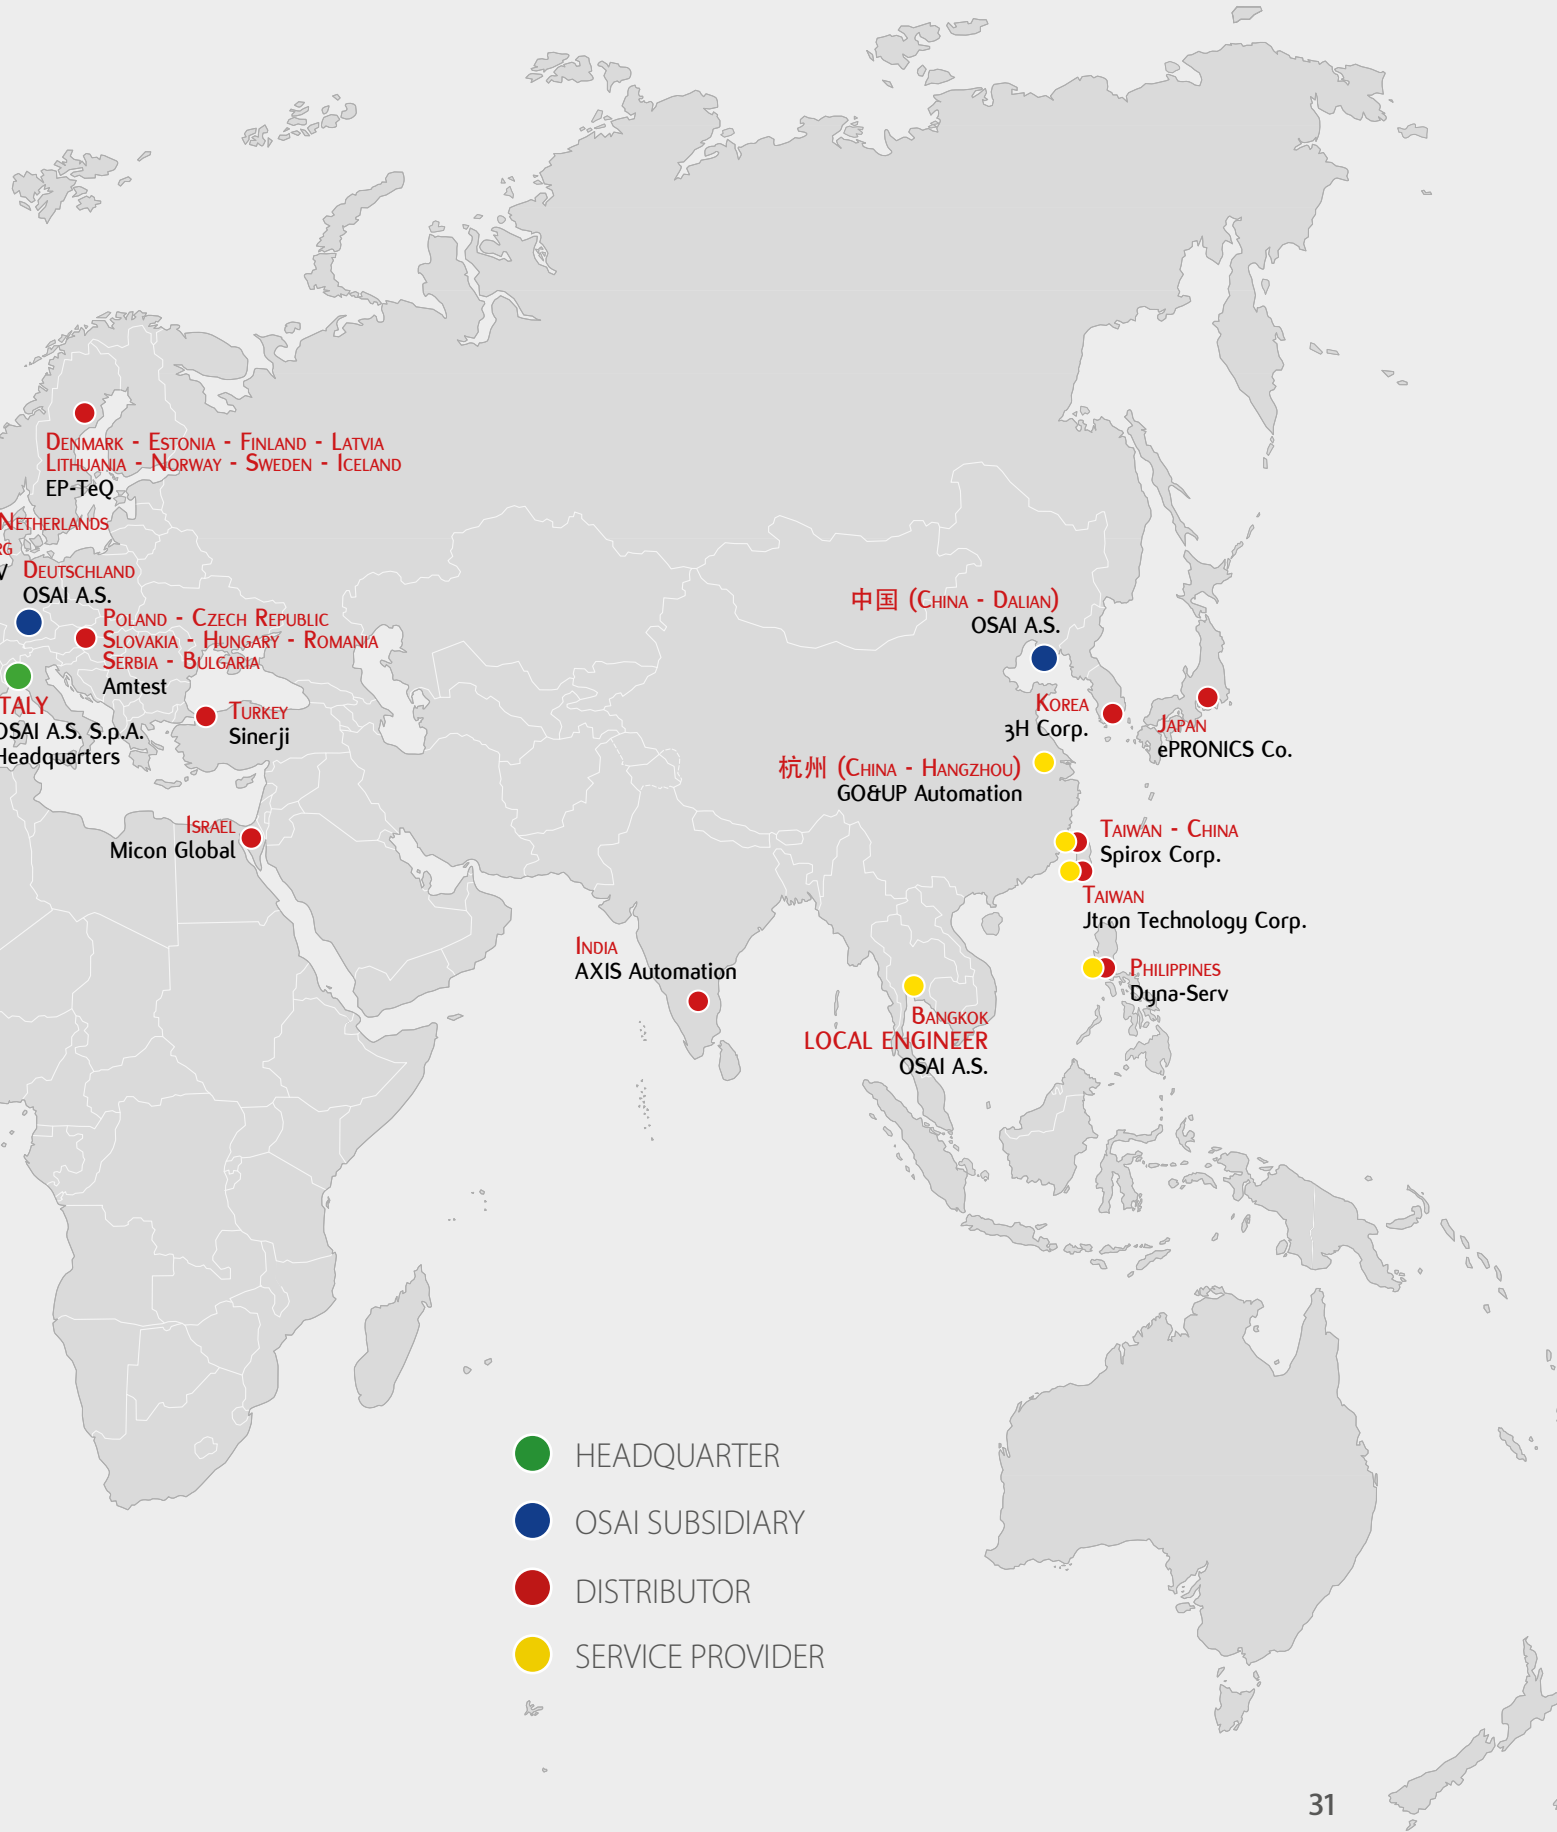 Denmark - Estonia - Finland - Latvia
Lithuania - Norway - Sweden - Iceland
EP-TeQ
Netherlands
Deutschland
OSAI A.S.
Poland - Czech Republic
Slovakia - Hungary - Romania
Serbia - Bulgaria
Amtest
TALY
OSAI A.S. S.p.A.
Headquarters
Turkey
Sinerji
Israel
Micon Global
India
AXIS Automation
中国 (China - Dalian)
OSAI A.S.
Korea
3H Corp.
Japan
ePRONICS Co.
杭州 (China - Hangzhou)
GO&UP Automation
Taiwan - China
Spirox Corp.
Taiwan
Jtron Technology Corp.
Philippines
Dyna-Serv
Bangkok
LOCAL ENGINEER
OSAI A.S.
HEADQUARTER
OSAI SUBSIDIARY
DISTRIBUTOR
SERVICE PROVIDER
31